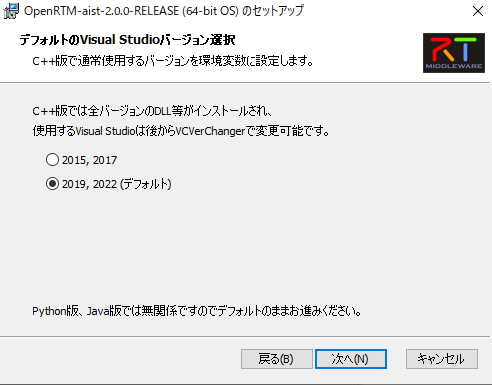 OpenRTM-aist-2.0.0-RELEASE (64-bit OS) のセットアップ
デフォルトのVisual Studioバージョン選択
C++版で通常使用するバージョンを環境変数に設定します。
RT
MIDDLEWARE
C++版では全バージョンのDLL等がインストールされ、
使用するVisual Studioは後からVCVerChangerで変更可能です。
2015, 2017
2019, 2022 (デフォルト)
Python版、Java版では無関係ですのでデフォルトのままお進みください。
戻る(B) 次へ(N) キャンセル